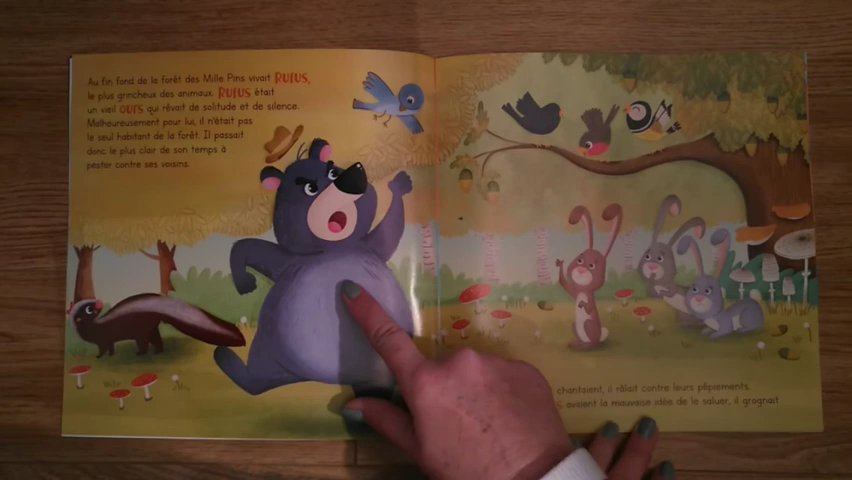 Au fin fond de la forêt des Mille Pins vivait RUFUS,
le plus grincheux des animaux. RUFUS était
un vieil OURS qui rêvait de solitude et de silence.
Malheureusement pour lui, il n'était pas
le seul habitant de la forêt. Il passait
donc le plus clair de son temps à
pester contre ses voisins.
chantaient, il râlait contre leurs pépiements.
avaient la mauvaise idée de le saluer, il grognait